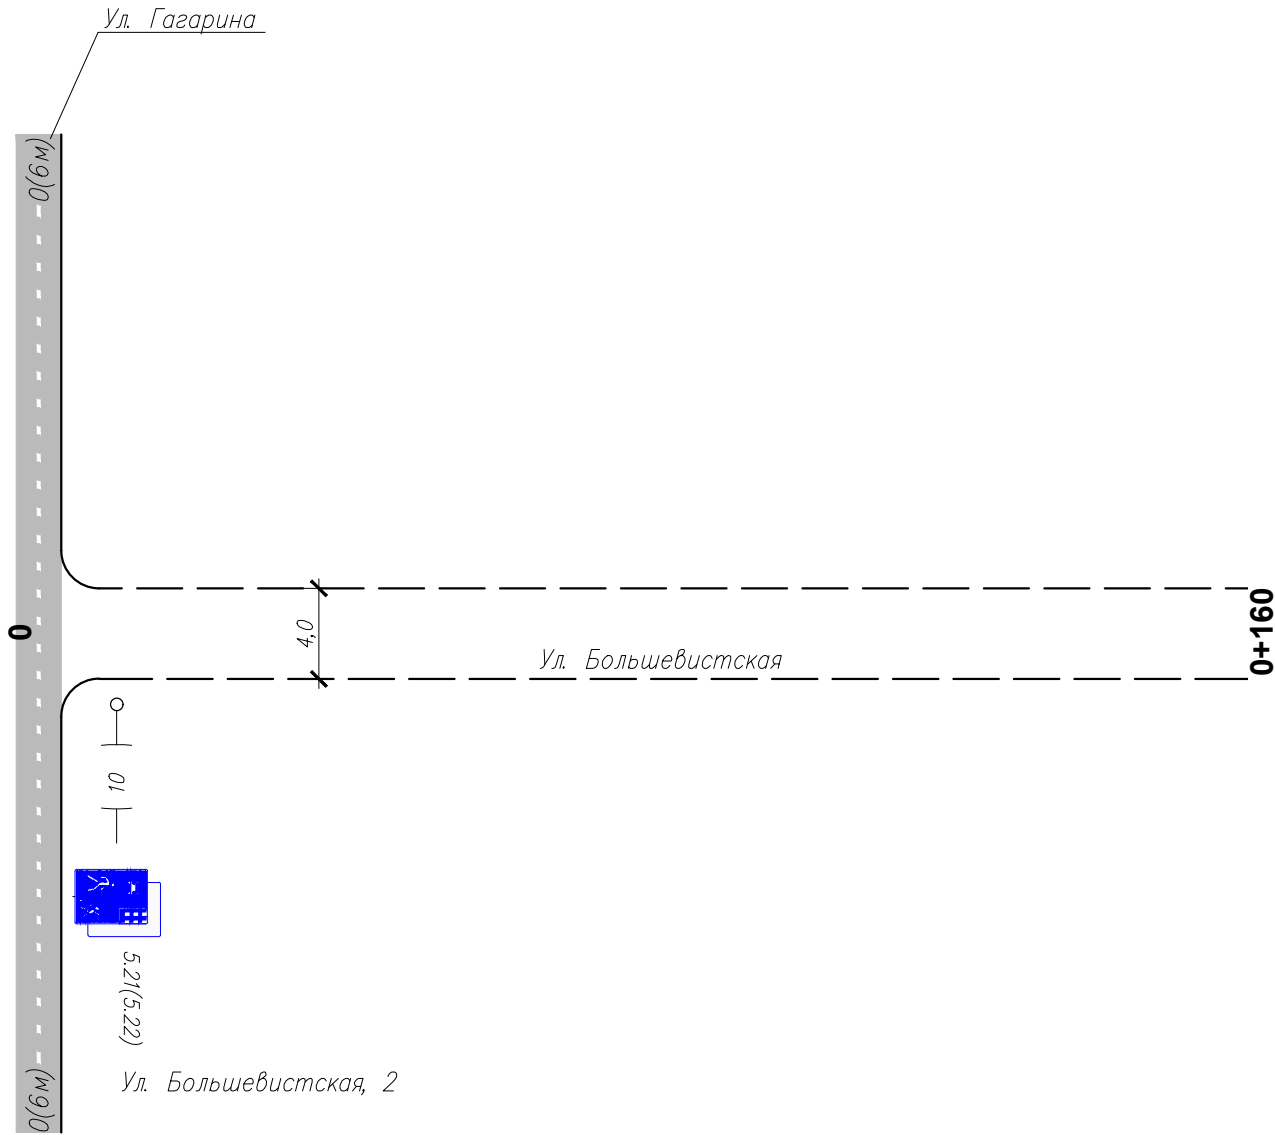 Ул. Гагарина
0(6м)
0
4,0
Ул. Большевистская
0+160
10
5.21(5.22)
0(6м)
Ул. Большевистская, 2